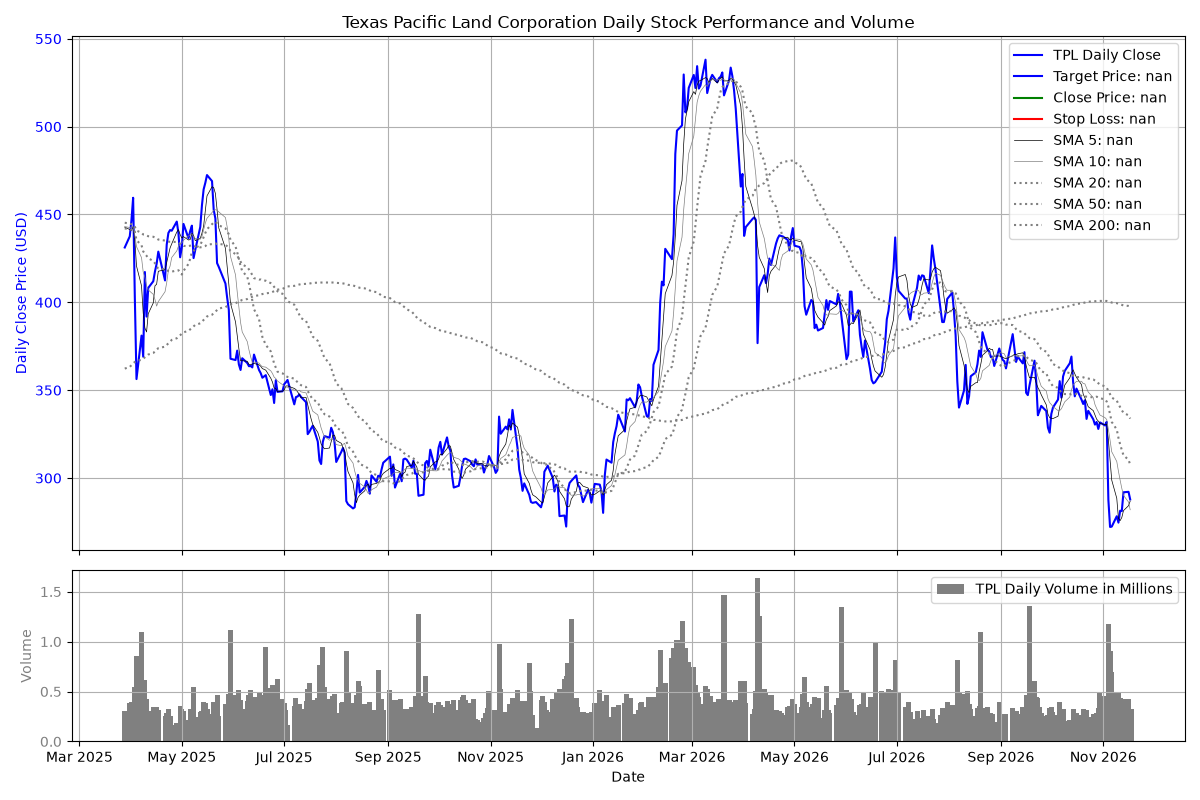 Texas Pacific Land Corporation Daily Stock Performance and Volume
Daily Close Price (USD)
550
500
450
400
350
300
TPL Daily Close
Target Price: nan
Close Price: nan
Stop Loss: nan
SMA 5: nan
SMA 10: nan
SMA 20: nan
SMA 50: nan
SMA 200: nan
Volume
1.5
1.0
0.5
0.0
TPL Daily Volume in Millions
Mar 2025 May 2025 Jul 2025 Sep 2025 Nov 2025 Jan 2026 Mar 2026 May 2026 Jul 2026 Sep 2026 Nov 2026
Date